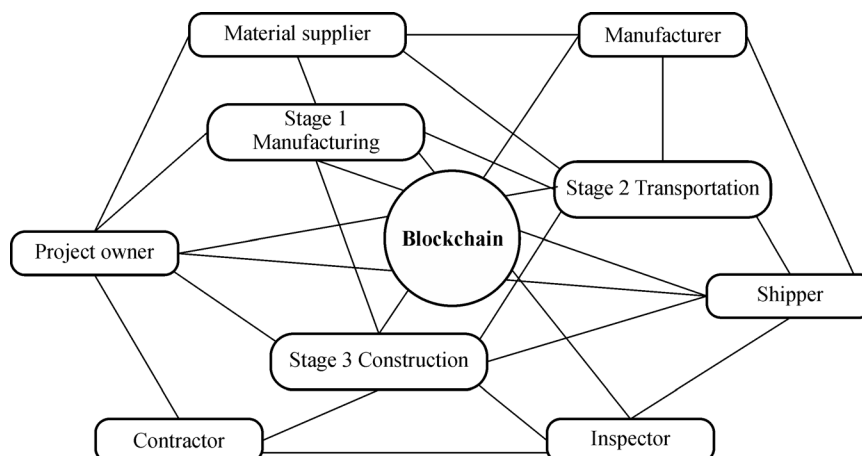 Material supplier
Manufacturer
Stage 1
Manufacturing
Stage 2 Transportation
Blockchain
Project owner
Shipper
Stage 3 Construction
Contractor
Inspector